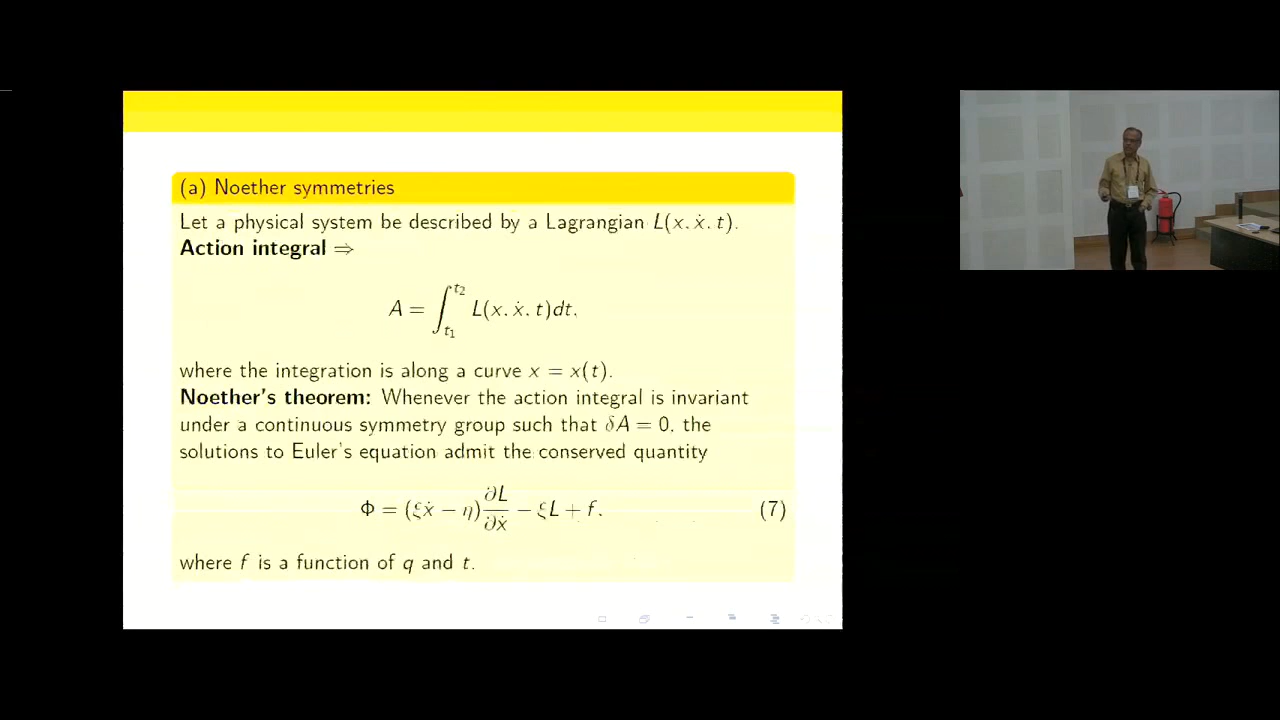 (a) Noether symmetries
Let a physical system be described by a Lagrangian L(x, ẋ, t).
Action integral ⇒
A = ∫_{t₁}^{t₂} L(x, ẋ, t)dt,
where the integration is along a curve x = x(t).
Noether's theorem: Whenever the action integral is invariant
under a continuous symmetry group such that δA = 0, the
solutions to Euler's equation admit the conserved quantity
Φ = (ξẋ − η) ∂L/∂ẋ − ξL + f, (7)
where f is a function of q and t.